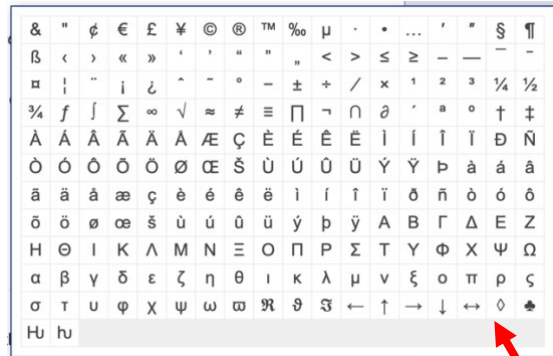 & " ¢ € £ ¥ © ® ™ ‰ µ · • … ′ ″ § ¶
ß ‹ › « » ‘ ’ “ ” „ < > ≤ ≥ – — ¯ ‾
¤ ¦ ¨ ¡ ¿ ˆ ˜ ° − ± ÷ ⁄ × ¹ ² ³ ¼ ½
¾ ƒ ∫ ∑ ∞ √ ≈ ≠ ≡ ∏ ¬ ∩ ∂ ´ ª º † ‡
À Á Â Ã Ä Å Æ Ç È É Ê Ë Ì Í Î Ï Ð Ñ
Ò Ó Ô Õ Ö Ø Œ Š Ù Ú Û Ü Ý Ÿ Þ à á â
ã ä å æ ç è é ê ë ì í î ï ð ñ ò ó ô
õ ö ø œ š ù ú û ü ý þ ÿ Α Β Γ Δ Ε Ζ
Η Θ Ι Κ Λ Μ Ν Ξ Ο Π Ρ Σ Τ Υ Φ Χ Ψ Ω
α β γ δ ε ζ η θ ι κ λ μ ν ξ ο π ρ ς
σ τ υ φ χ ψ ω ϖ ℜ ϑ ℑ ← ↑ → ↓ ↔ ◊ ♣
Ƕ ƕ